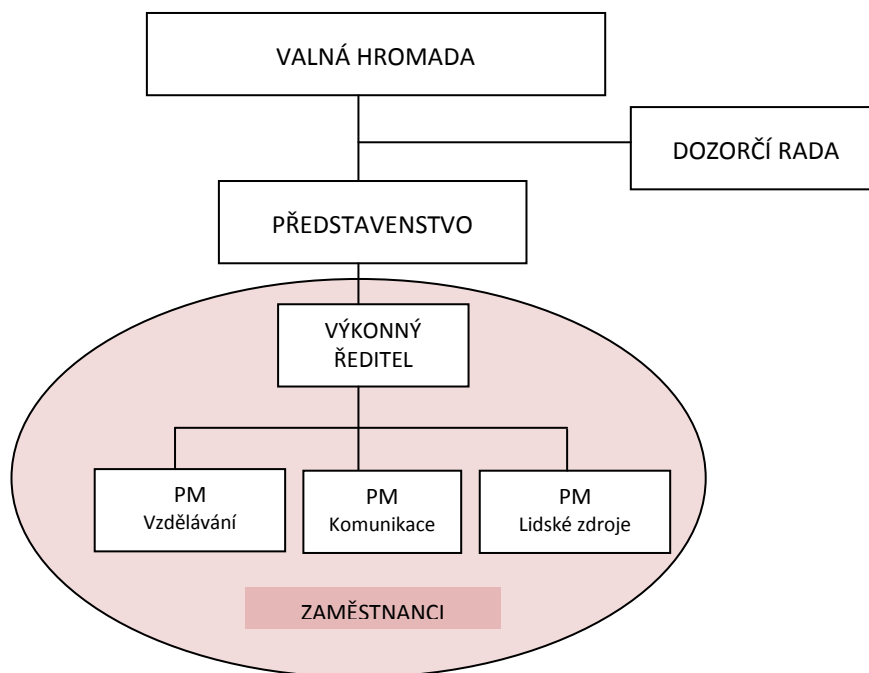 VALNÁ HROMADA
DOZORČÍ RADA
PŘEDSTAVENSTVO
VÝKONNÝ
ŘEDITEL
PM
Vzdělávání
PM
Komunikace
PM
Lidské zdroje
ZAMĚSTNANCI